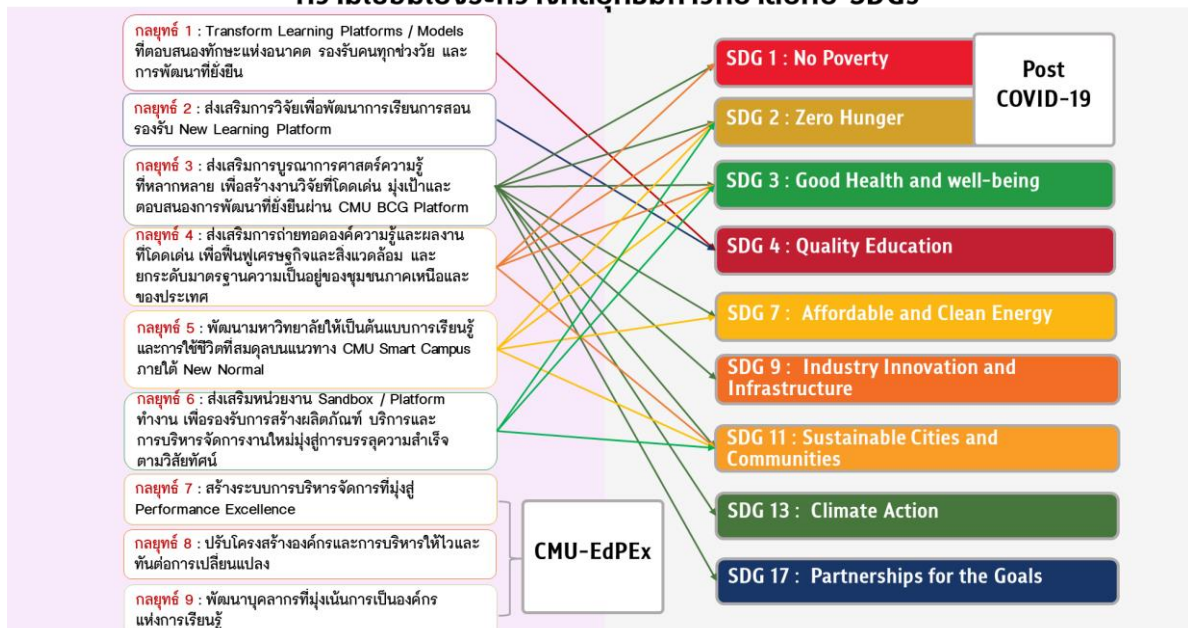 กลยุทธ์ 1 : Transform Learning Platforms / Models
ที่ตอบสนองทักษะแห่งอนาคต รองรับคนทุกช่วงวัย และ
การพัฒนาที่ยั่งยืน
กลยุทธ์ 2 : ส่งเสริมการวิจัยเพื่อพัฒนาการเรียนการสอน
รองรับ New Learning Platform
กลยุทธ์ 3 : ส่งเสริมการบูรณาการศาสตร์ความรู้
ที่หลากหลาย เพื่อสร้างงานวิจัยที่โดดเด่น มุ่งเป้าและ
ตอบสนองการพัฒนาที่ยั่งยืนผ่าน CMU BCG Platform
กลยุทธ์ 4 : ส่งเสริมการถ่ายทอดองค์ความรู้และผลงาน
ที่โดดเด่น เพื่อฟื้นฟูเศรษฐกิจและสิ่งแวดล้อม และ
ยกระดับมาตรฐานความเป็นอยู่ของชุมชนภาคเหนือและ
ของประเทศ
กลยุทธ์ 5 : พัฒนามหาวิทยาลัยให้เป็นต้นแบบการเรียนรู้
และการใช้ชีวิตที่สมดุลบนแนวทาง CMU Smart Campus
ภายใต้ New Normal
กลยุทธ์ 6 : ส่งเสริมหน่วยงาน Sandbox / Platform
ทำงาน เพื่อรองรับการสร้างผลิตภัณฑ์ บริการและ
การบริหารจัดการงานใหม่มุ่งสู่การบรรลุความสำเร็จ
ตามวิสัยทัศน์
กลยุทธ์ 7 : สร้างระบบการบริหารจัดการที่มุ่งสู่
Performance Excellence
กลยุทธ์ 8 : ปรับโครงสร้างองค์กรและการบริหารให้ไวและ
ทันต่อการเปลี่ยนแปลง
กลยุทธ์ 9 : พัฒนาบุคลากรที่มุ่งเน้นการเป็นองค์กร
แห่งการเรียนรู้
CMU-EdPEx
SDG 1 : No Poverty
SDG 2 : Zero Hunger
Post
COVID-19
SDG 3 : Good Health and well-being
SDG 4 : Quality Education
SDG 7 : Affordable and Clean Energy
SDG 9 : Industry Innovation and
Infrastructure
SDG 11 : Sustainable Cities and
Communities
SDG 13 : Climate Action
SDG 17 : Partnerships for the Goals